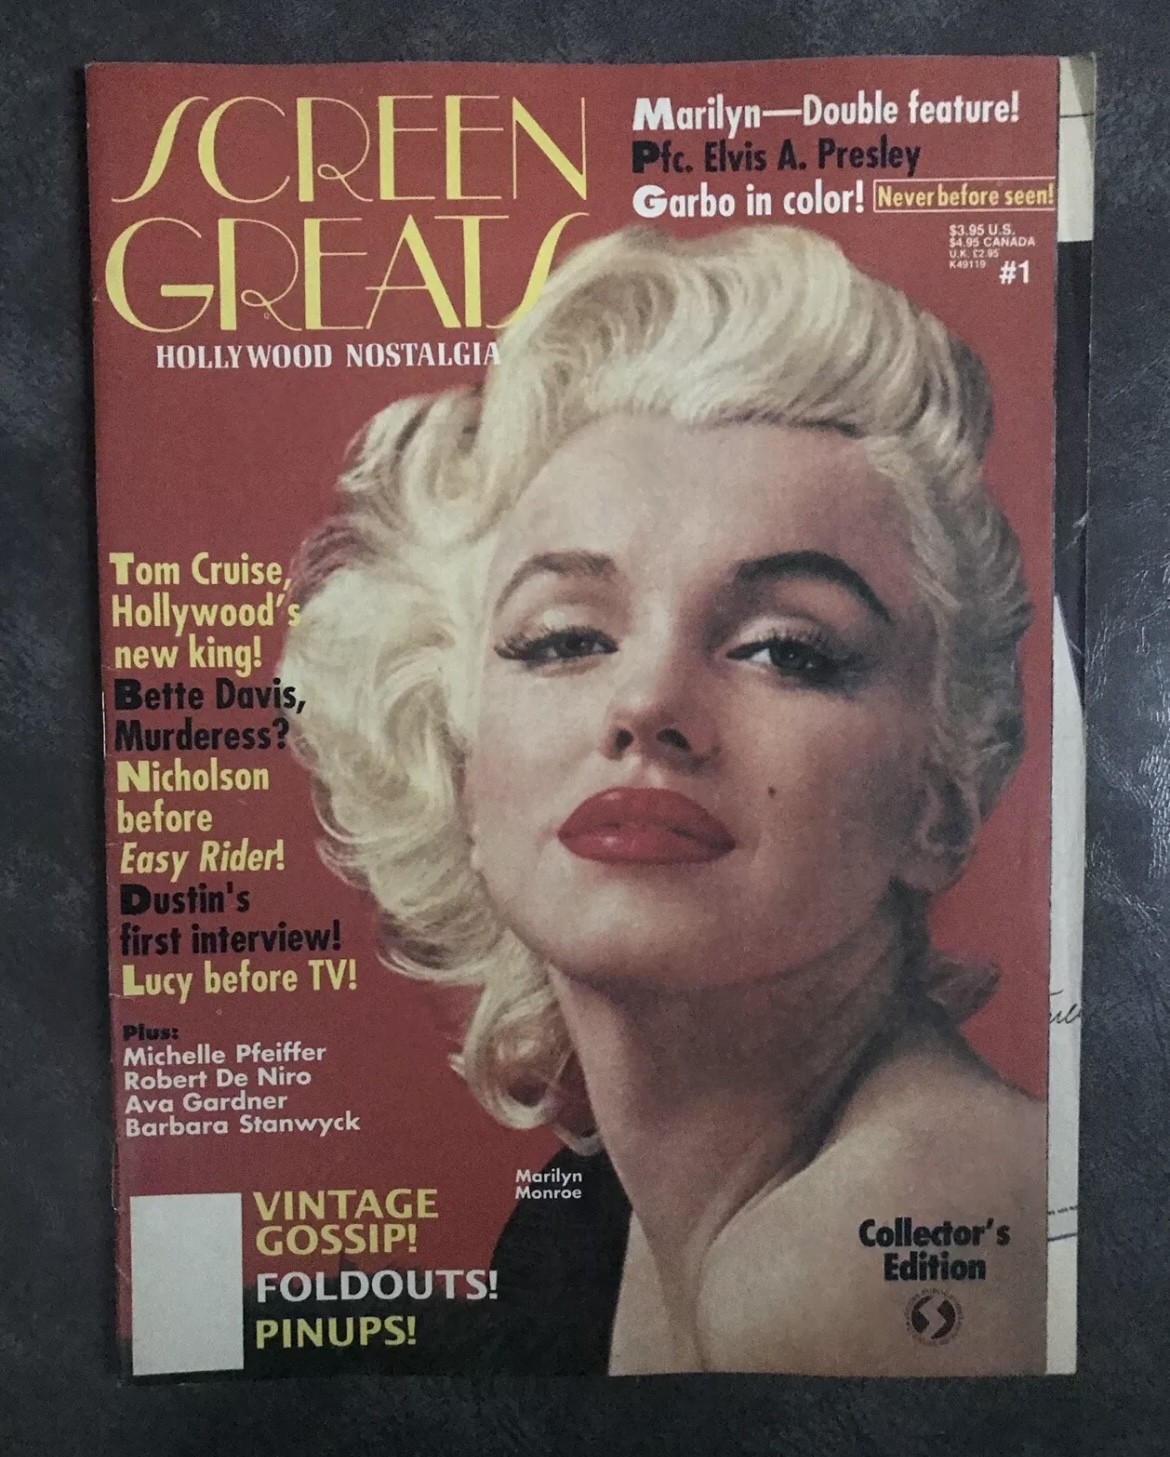 SCREEN
GREATS
HOLLYWOOD NOSTALGIA
Marilyn—Double feature!
Pfc. Elvis A. Presley
Garbo in color! Never before seen!
$3.95 U.S.
$4.95 CANADA
U.K. £2.95
K49119
#1
Tom Cruise,
Hollywood's
new king!
Bette Davis,
Murderess?
Nicholson
before
Easy Rider!
Dustin's
first interview!
Lucy before TV!
Plus:
Michelle Pfeiffer
Robert De Niro
Ava Gardner
Barbara Stanwyck
Marilyn
Monroe
VINTAGE
GOSSIP!
FOLDOUTS!
PINUPS!
Collector's
Edition